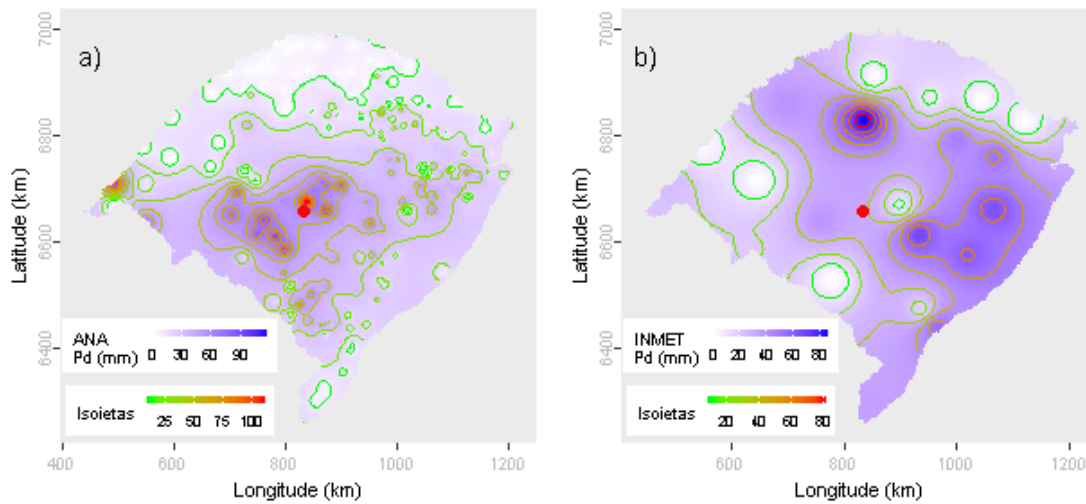 a)
7000
6800
6600
6400
Latitude (km)
ANA
Pd (mm)
0 30 60 90
Isoietas
25 50 75 100
400 600 800 1000 1200
Longitude (km)
b)
7000
6800
6600
6400
Latitude (km)
INMET
Pd (mm)
0 20 40 60 80
Isoietas
20 40 60 80
400 600 800 1000 1200
Longitude (km)